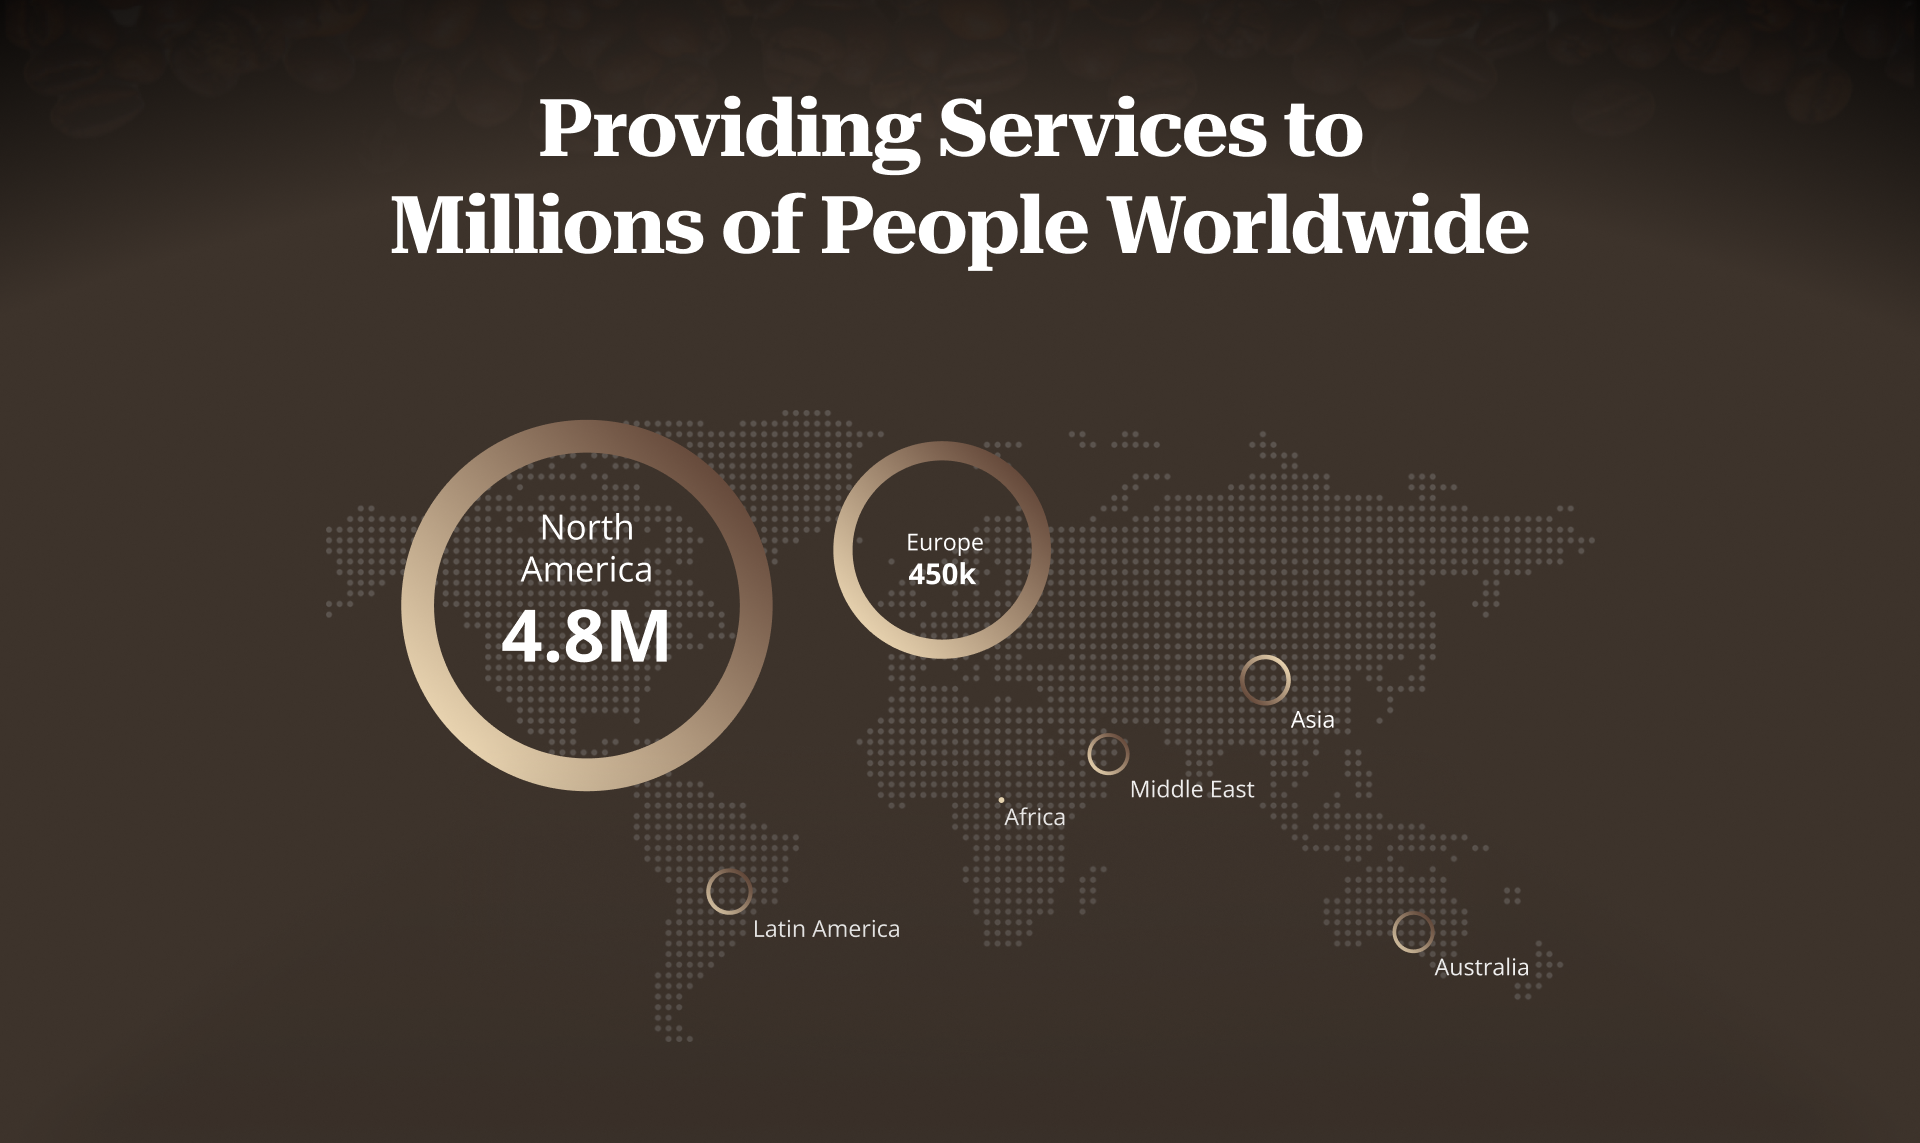 Providing Services to
Millions of People Worldwide
North
America
4.8M
Europe
450k
Asia
Middle East
Africa
Latin America
Australia